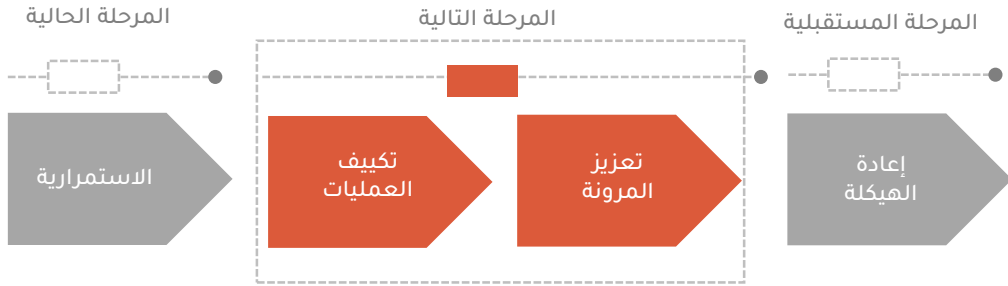 المرحلة الحالية
المرحلة التالية
المرحلة المستقبلية
الاستمرارية
تكييف
العمليات
تعزيز
المرونة
إعادة
الهيكلة